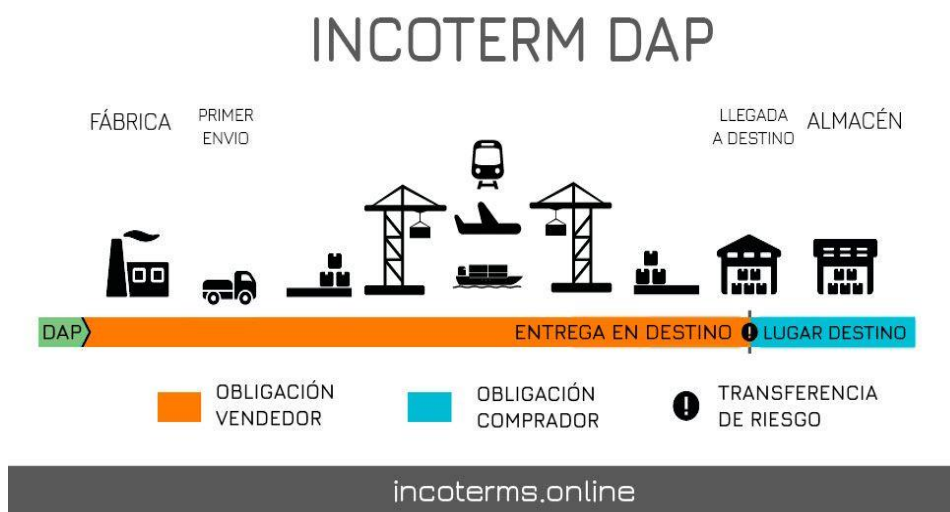 INCOTERM DAP
FÁBRICA
PRIMER
ENVIO
LLEGADA
A DESTINO
ALMACÉN
DAP
ENTREGA EN DESTINO
LUGAR DESTINO
OBLIGACIÓN
VENDEDOR
OBLIGACIÓN
COMPRADOR
TRANSFERENCIA
DE RIESGO
incoterms.online